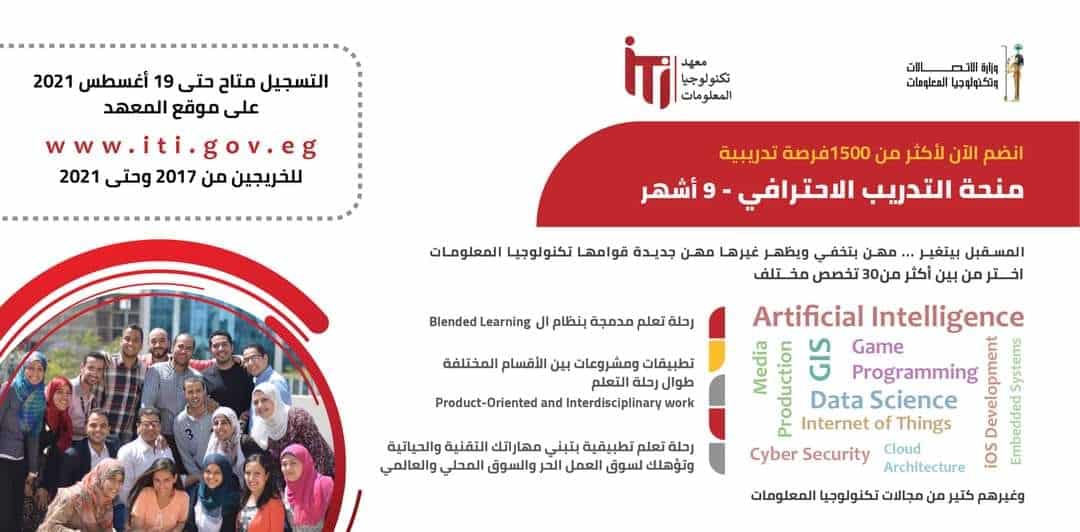 وزارة الاتصالات
وتكنولوجيا المعلومات
iTi
معهد
تكنولوجيا
المعلومات
التسجيل متاح حتى 19 أغسطس 2021
على موقع المعهد
www.iti.gov.eg
للخريجين من 2017 وحتى 2021
انضم الآن لأكثر من 1500فرصة تدريبية
منحة التدريب الاحترافي - 9 أشهر
المسقبل بيتغير ... مهن بتختفي ويظهر غيرها مهن جديدة قوامها تكنولوجيا المعلومات
اختر من بين أكثر من30 تخصص مختلف
Artificial Intelligence
Media
Production
GIS
Game
Programming
Data Science
Internet of Things
Cyber Security
Cloud
Architecture
iOS Development
Embedded Systems
وغيرهم كتير من مجالات تكنولوجيا المعلومات
رحلة تعلم مدمجة بنظام ال Blended Learning
تطبيقات ومشروعات بين الأقسام المختلفة
طوال رحلة التعلم
Product-Oriented and Interdisciplinary work
رحلة تعلم تطبيقية بتبني مهاراتك التقنية والحياتية
وتؤهلك لسوق العمل الحر والسوق المحلي والعالمي